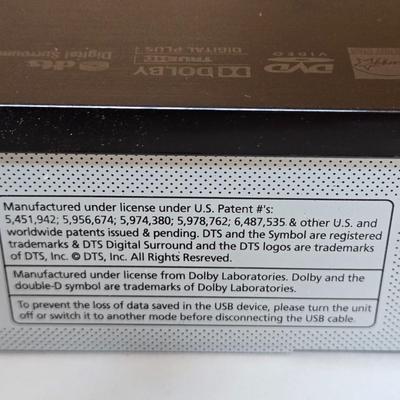 dts
Digital Surround
DOLBY
TRUEHD
DIGITAL PLUS
DVD
VIDEO
Manufactured under license under U.S. Patent #'s:
5,451,942; 5,956,674; 5,974,380; 5,978,762; 6,487,535 & other U.S. and
worldwide patents issued & pending. DTS and the Symbol are registered
trademarks & DTS Digital Surround and the DTS logos are trademarks
of DTS, Inc. © DTS, Inc. All Rights Resreved.
Manufactured under license from Dolby Laboratories. Dolby and the
double-D symbol are trademarks of Dolby Laboratories.
To prevent the loss of data saved in the USB device, please turn the unit
off or switch it to another mode before disconnecting the USB cable.